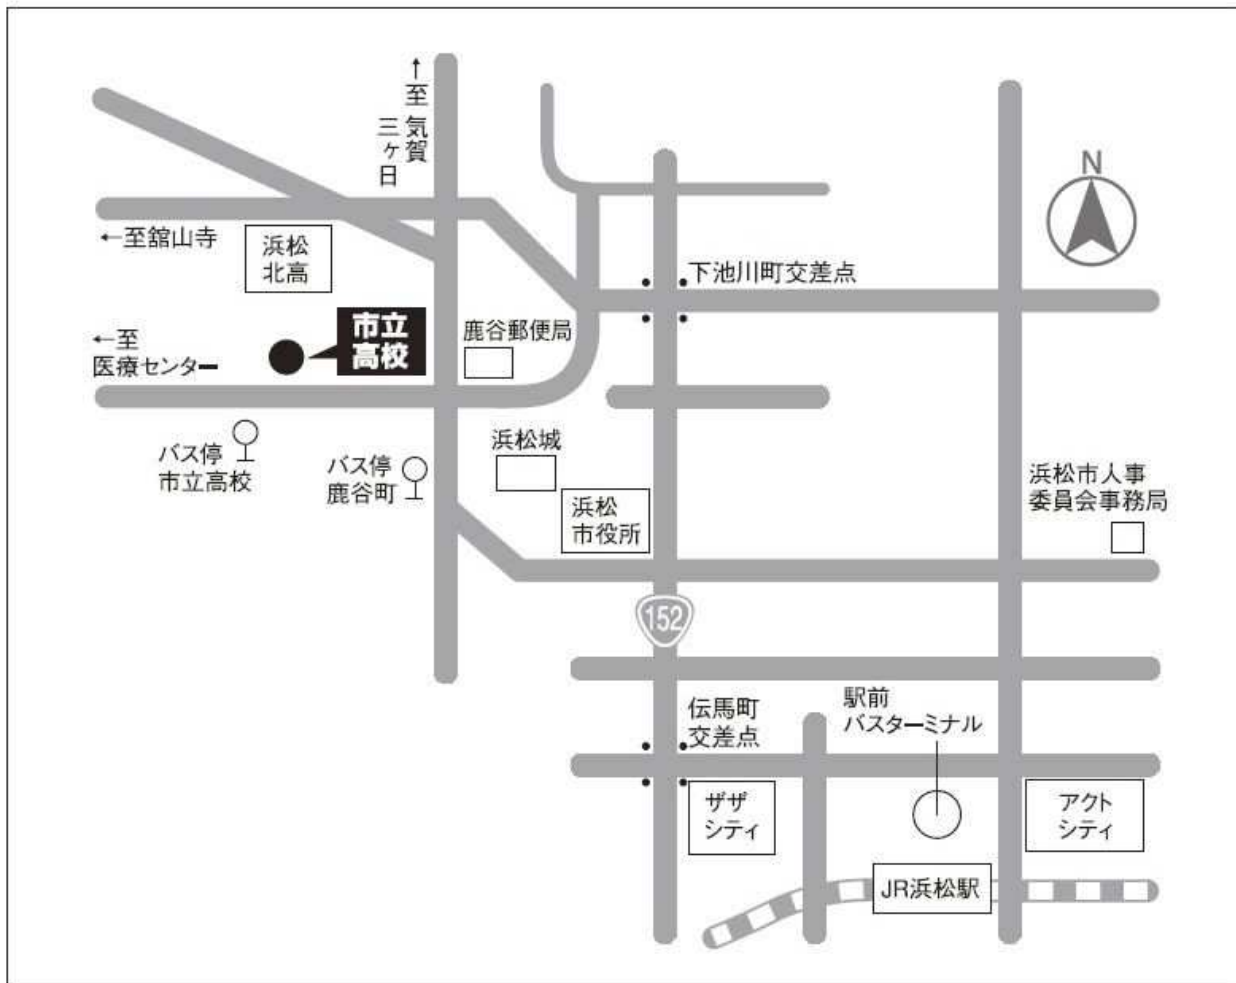 ↑至 気賀
三ヶ日
N
←至舘山寺
浜松
北高
下池川町交差点
市立
高校
鹿谷郵便局
←至
医療センター
バス停
市立高校
バス停
鹿谷町
浜松城
浜松
市役所
浜松市人事
委員会事務局
152
伝馬町
交差点
駅前
バスターミナル
ザザ
シティ
アクト
シティ
JR浜松駅